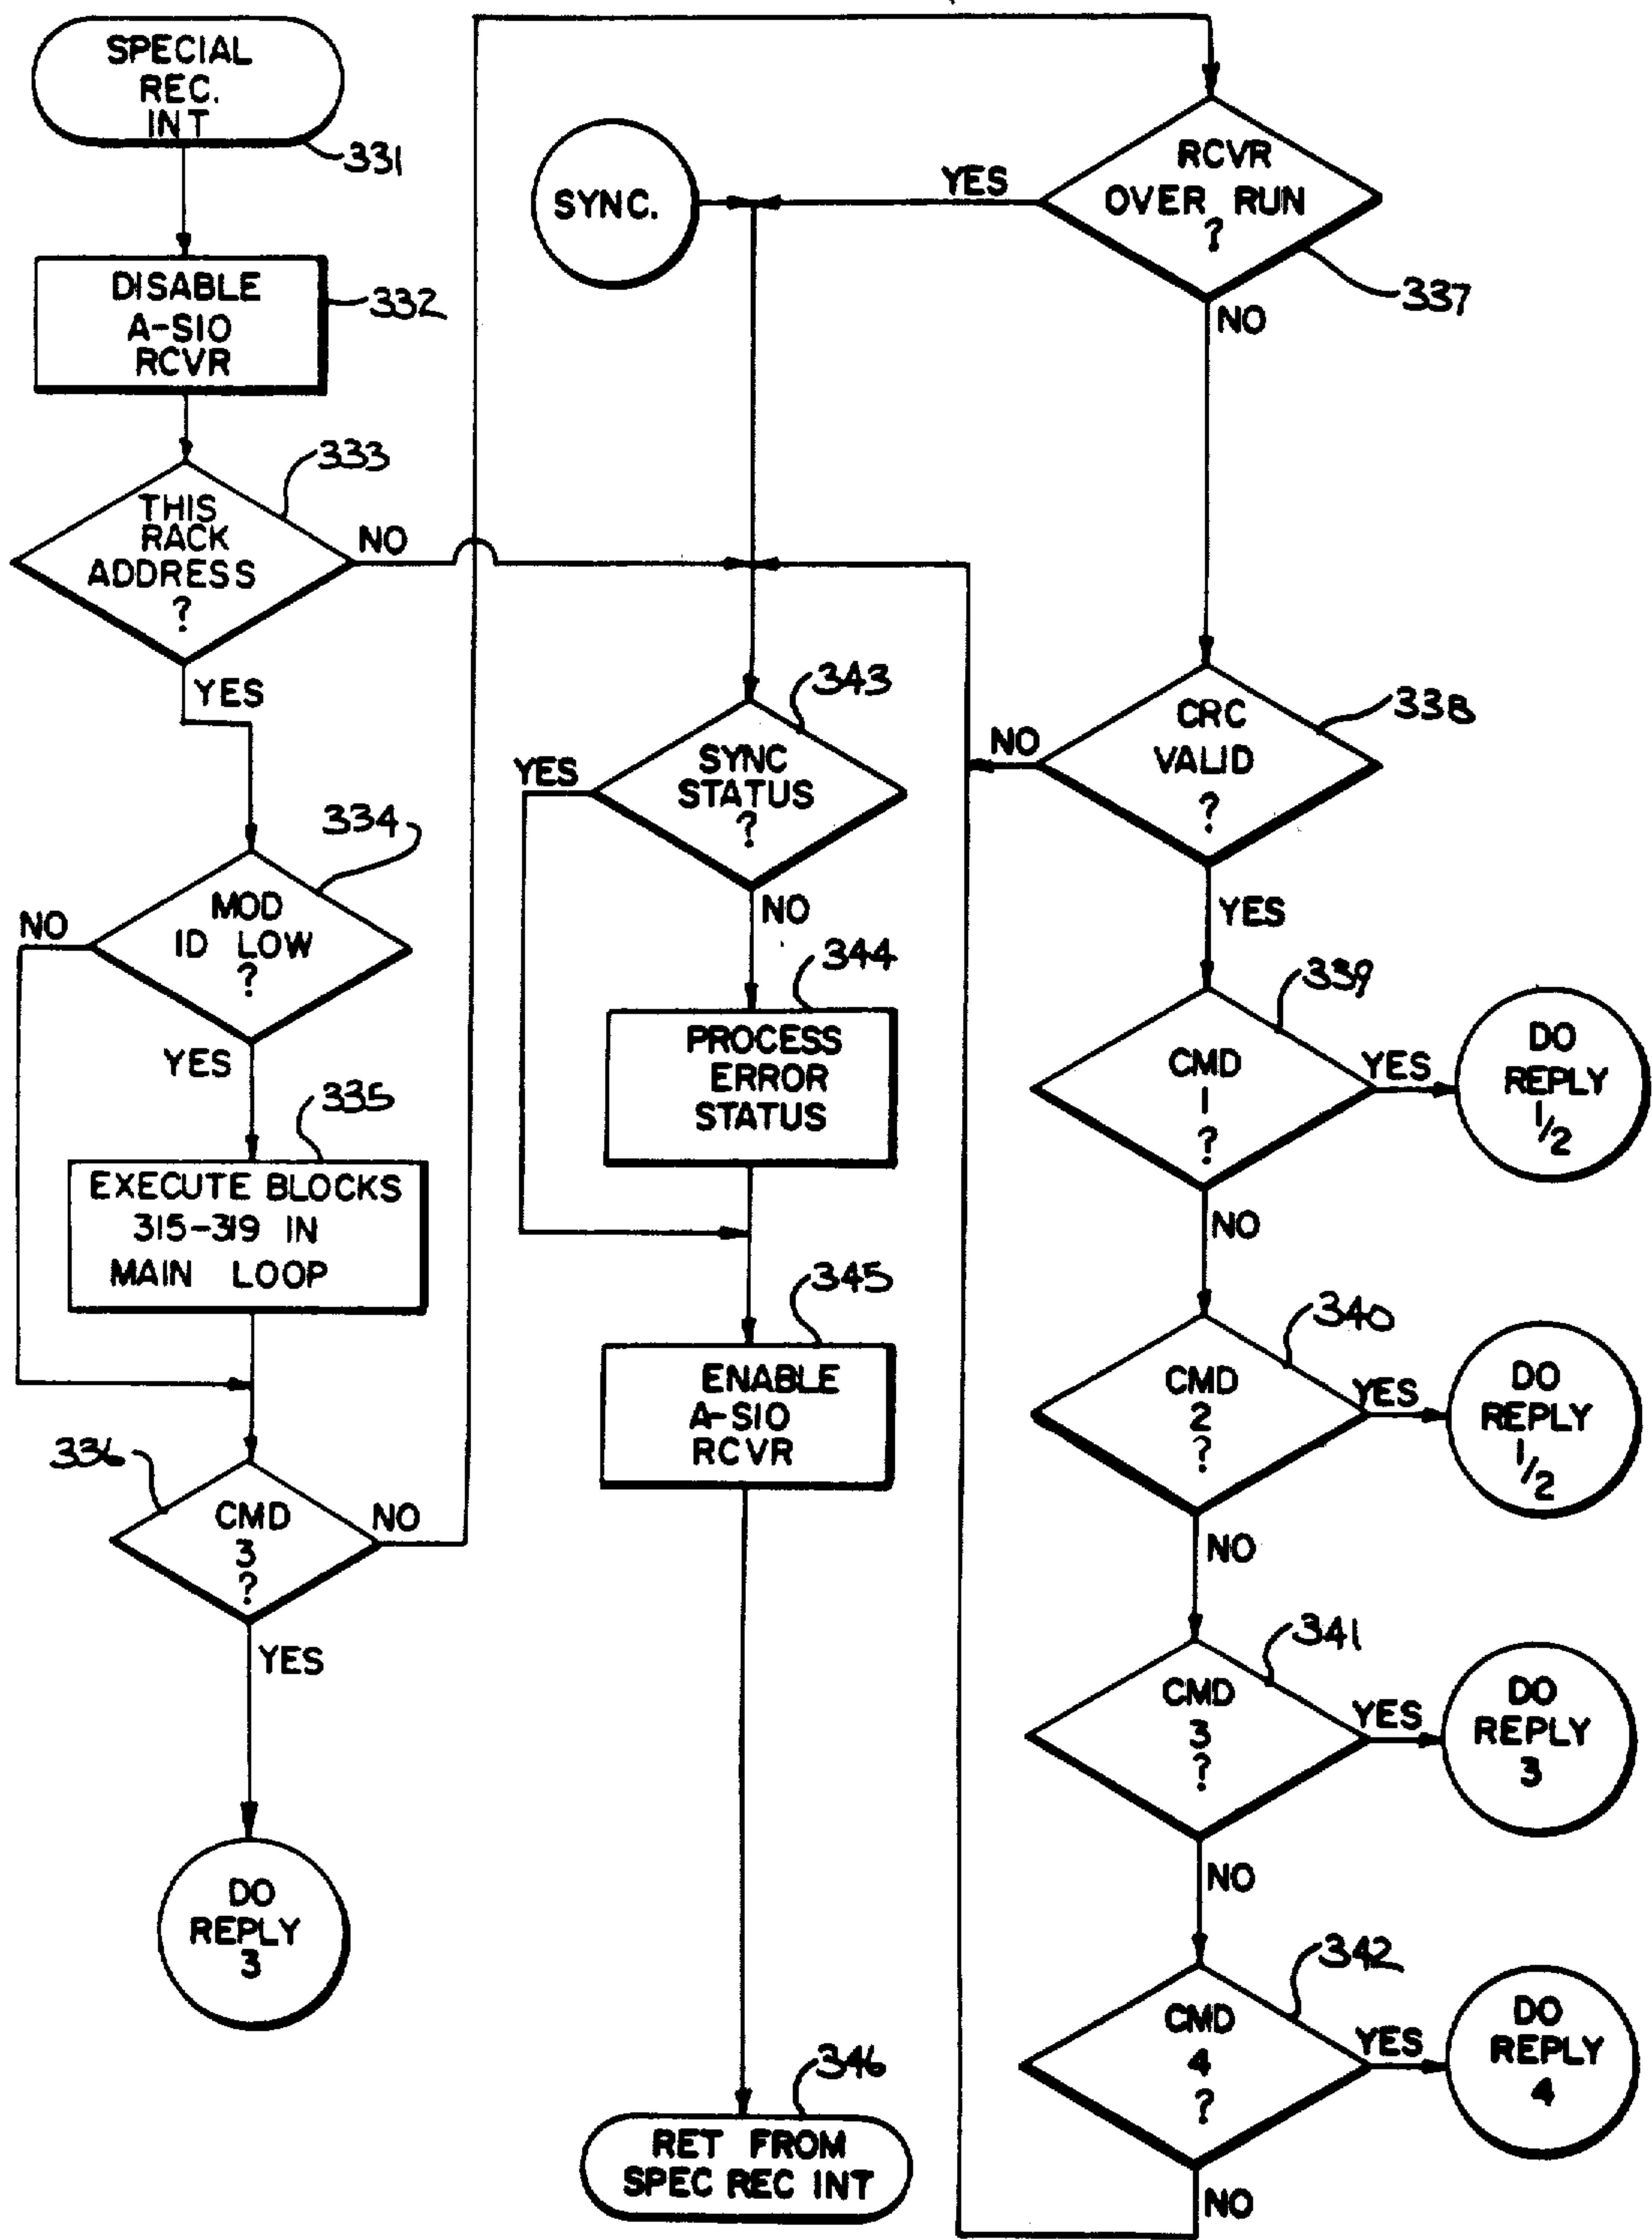 SPECIAL
REC.
INT
331
DISABLE
A-SIO
RCVR
332
THIS
RACK
ADDRESS
?
333
NO
YES
MOD
ID LOW
?
334
NO
YES
EXECUTE BLOCKS
315-319 IN
MAIN LOOP
335
CMD
3
?
336
NO
YES
DO
REPLY
3
SYNC.
YES
SYNC
STATUS
?
343
YES
NO
PROCESS
ERROR
STATUS
344
ENABLE
A-SIO
RCVR
345
RET FROM
SPEC REC INT
346
RCVR
OVER RUN
?
337
NO
CRC
VALID
?
338
NO
YES
CMD
1
?
339
YES
DO
REPLY
1/2
NO
CMD
2
?
340
YES
DO
REPLY
1/2
NO
CMD
3
?
341
YES
DO
REPLY
3
NO
CMD
4
?
342
YES
DO
REPLY
4
NO